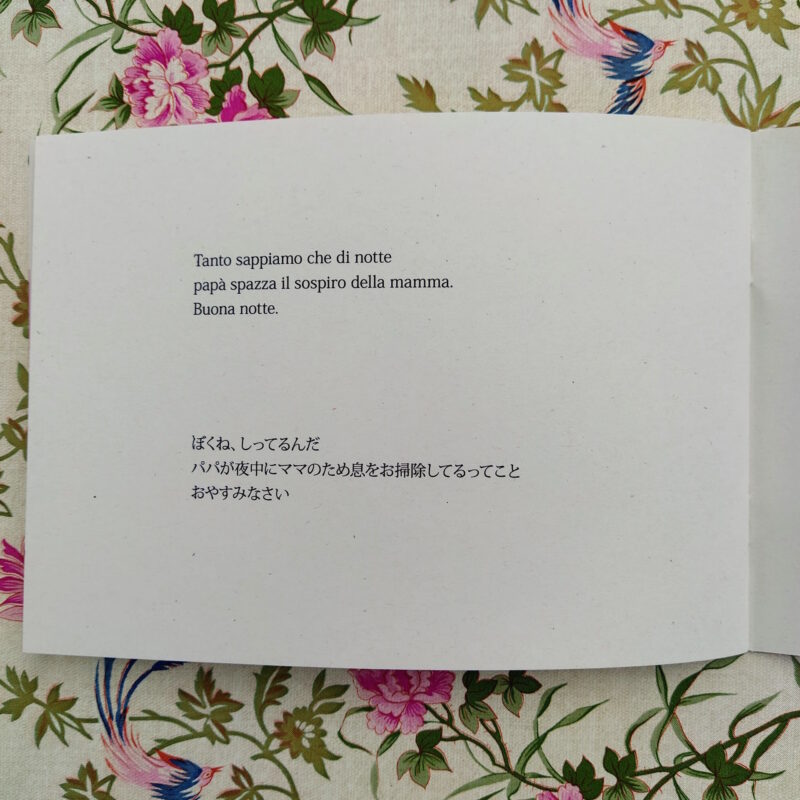 Tanto sappiamo che di notte
papà spazza il sospiro della mamma.
Buona notte.
ぼくね、しってるんだ
パパが夜中にママのため息をお掃除してるってこと
おやすみなさい